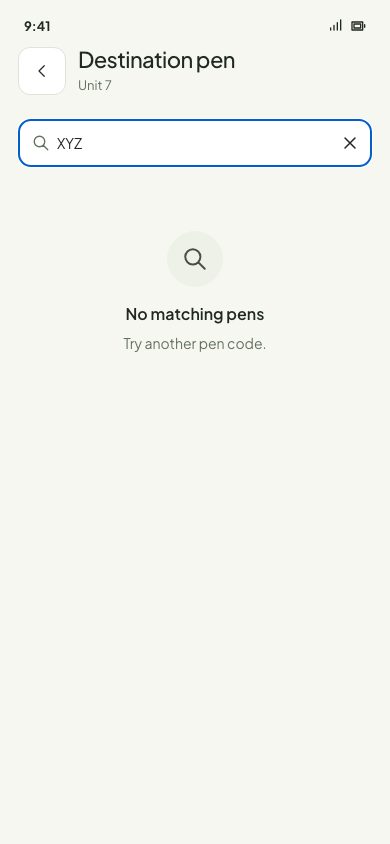 9:41
Destination pen
Unit 7
XYZ
No matching pens
Try another pen code.